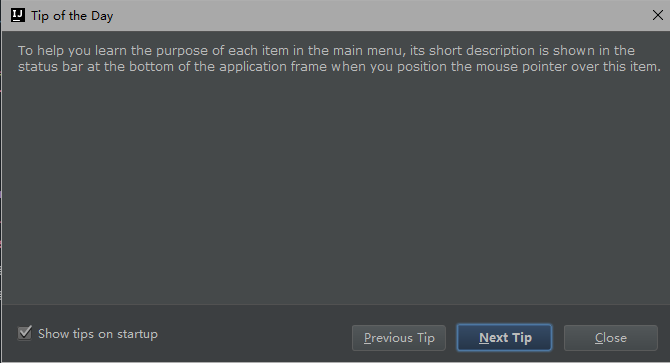 IJ Tip of the Day
To help you learn the purpose of each item in the main menu, its short description is shown in the
status bar at the bottom of the application frame when you position the mouse pointer over this item.
Show tips on startup
Previous Tip
Next Tip
Close